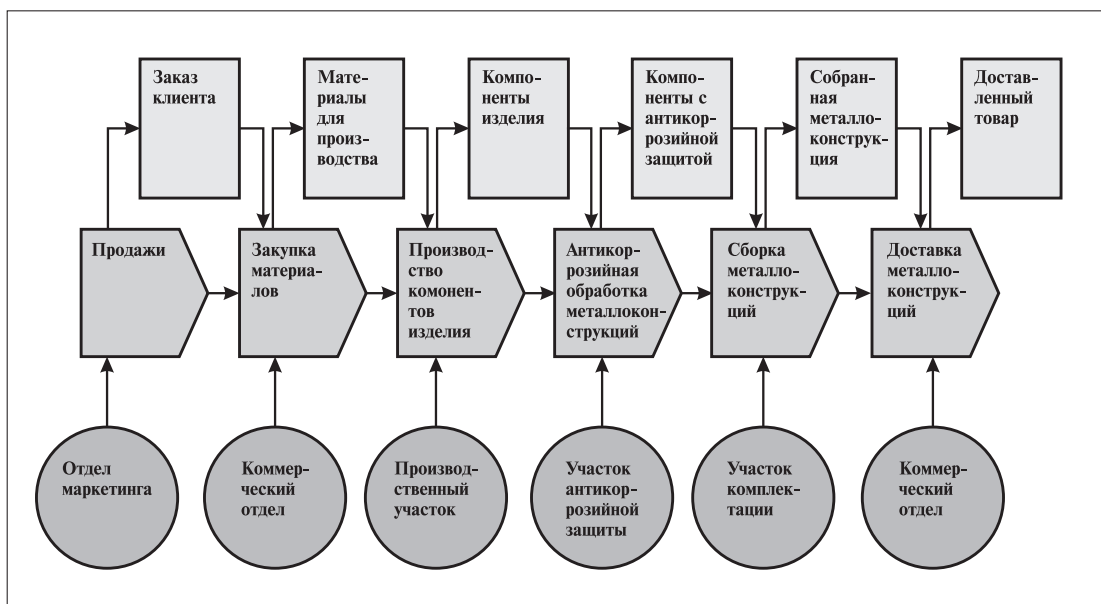 Заказ
клиента
Мате-
риалы
для
произ-
водства
Компо-
ненты
изделия
Компо-
ненты с
антикор-
розийной
защитой
Собран-
ная
металло-
конструк-
ция
Достав-
ленный
товар
Продажи
Закупка
материа-
лов
Производ-
ство
комонен-
тов
изделия
Антикор-
розийная
обработка
металлокон-
струкций
Сборка
металло-
конструк-
ций
Доставка
металло-
конструк-
ций
Отдел
маркетинга
Коммер-
ческий
отдел
Производ-
ственный
участок
Участок
антикор-
розийной
защиты
Участок
комплек-
тации
Коммер-
ческий
отдел